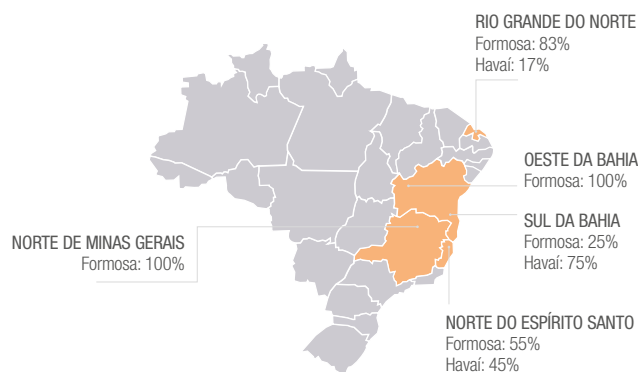 RIO GRANDE DO NORTE
Formosa: 83%
Havaí: 17%
OESTE DA BAHIA
Formosa: 100%
SUL DA BAHIA
Formosa: 25%
Havaí: 75%
NORTE DE MINAS GERAIS
Formosa: 100%
NORTE DO ESPÍRITO SANTO
Formosa: 55%
Havaí: 45%